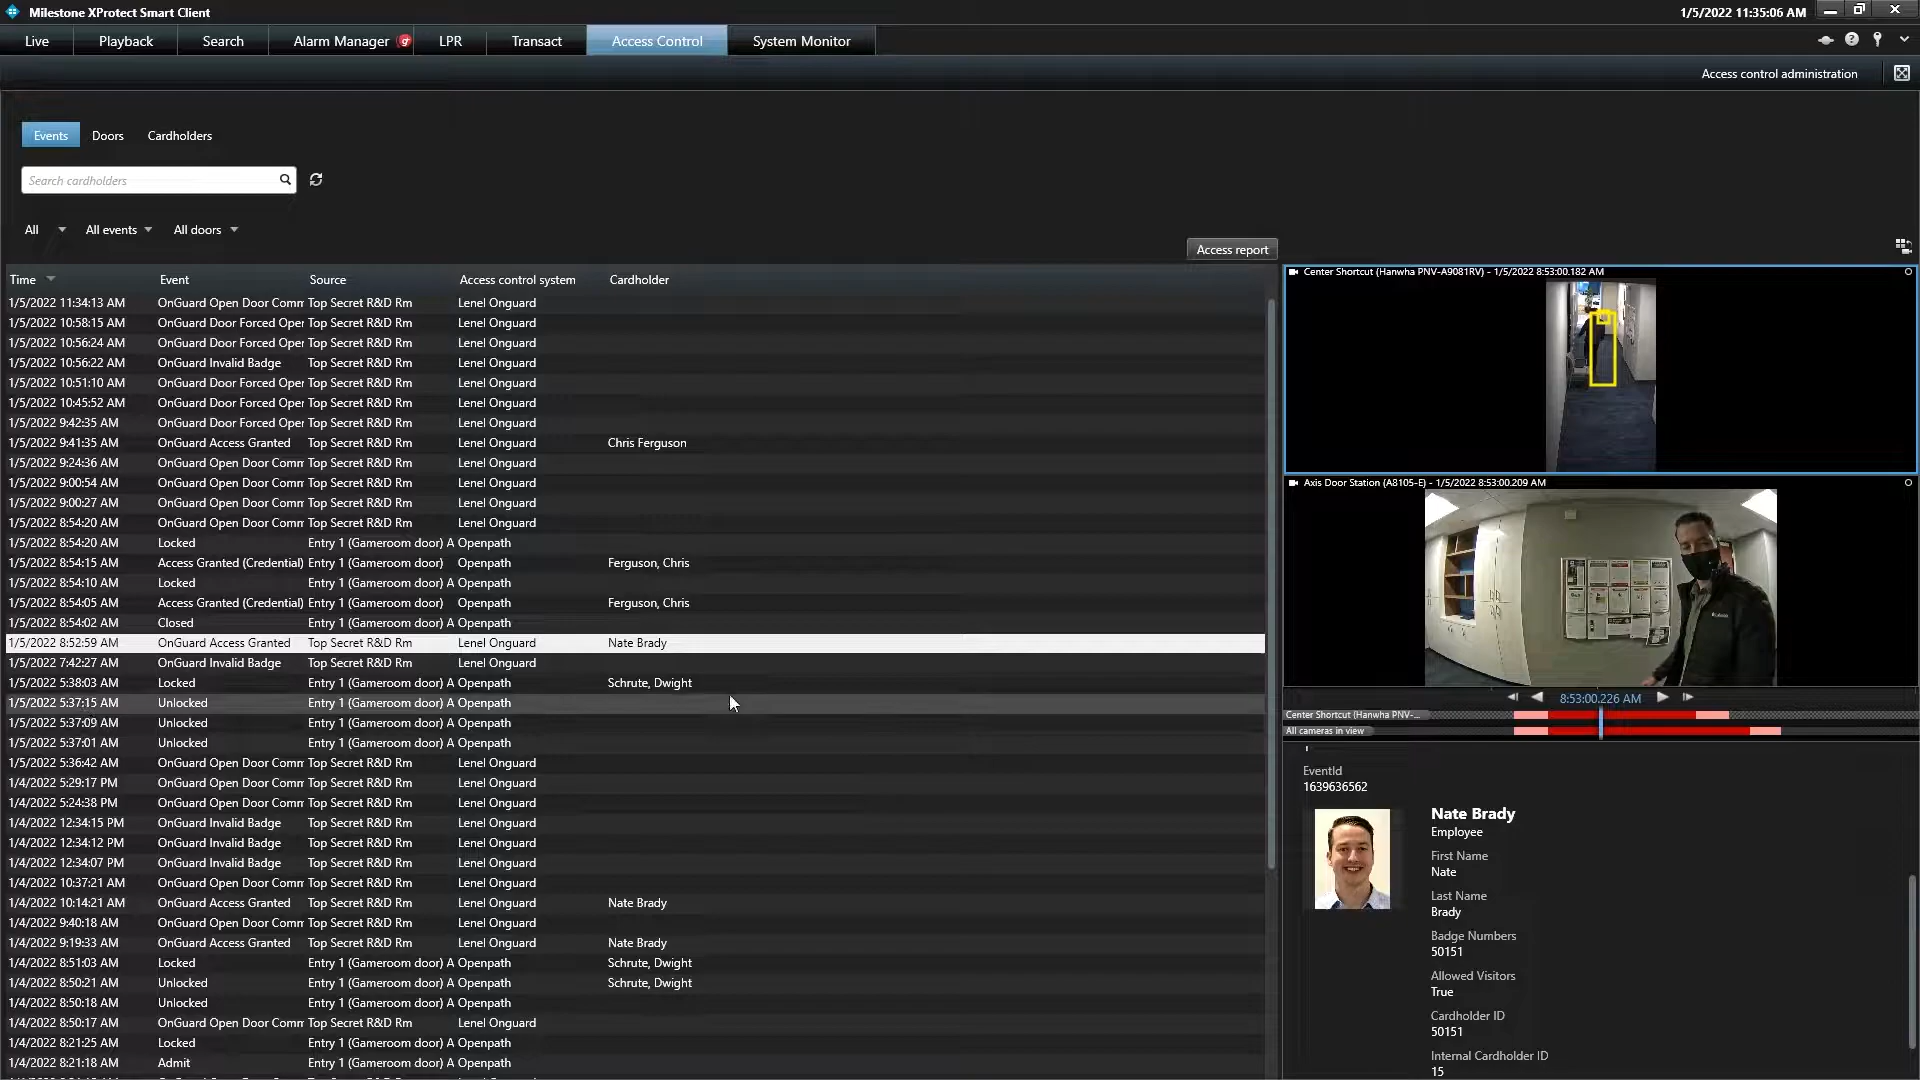 Milestone XProtect Smart Client
1/5/2022 11:35:06 AM
Live Playback Search Alarm Manager LPR Transact Access Control System Monitor
Access control administration
Events Doors Cardholders
Search cardholders
All All events All doors
Access report
Time Event Source Access control system Cardholder
1/5/2022 11:34:13 AM OnGuard Open Door Comm Top Secret R&D Rm Lenel Onguard
1/5/2022 10:58:15 AM OnGuard Door Forced Oper Top Secret R&D Rm Lenel Onguard
1/5/2022 10:56:24 AM OnGuard Door Forced Oper Top Secret R&D Rm Lenel Onguard
1/5/2022 10:56:22 AM OnGuard Invalid Badge Top Secret R&D Rm Lenel Onguard
1/5/2022 10:51:10 AM OnGuard Door Forced Oper Top Secret R&D Rm Lenel Onguard
1/5/2022 10:45:52 AM OnGuard Door Forced Oper Top Secret R&D Rm Lenel Onguard
1/5/2022 9:42:35 AM OnGuard Door Forced Oper Top Secret R&D Rm Lenel Onguard
1/5/2022 9:41:35 AM OnGuard Access Granted Top Secret R&D Rm Lenel Onguard Chris Ferguson
1/5/2022 9:24:36 AM OnGuard Open Door Comm Top Secret R&D Rm Lenel Onguard
1/5/2022 9:00:54 AM OnGuard Open Door Comm Top Secret R&D Rm Lenel Onguard
1/5/2022 9:00:27 AM OnGuard Open Door Comm Top Secret R&D Rm Lenel Onguard
1/5/2022 8:54:20 AM OnGuard Open Door Comm Top Secret R&D Rm Lenel Onguard
1/5/2022 8:54:20 AM Locked Entry 1 (Gameroom door) A Openpath
1/5/2022 8:54:15 AM Access Granted (Credential) Entry 1 (Gameroom door) Openpath Ferguson, Chris
1/5/2022 8:54:10 AM Locked Entry 1 (Gameroom door) A Openpath
1/5/2022 8:54:05 AM Access Granted (Credential) Entry 1 (Gameroom door) Openpath Ferguson, Chris
1/5/2022 8:54:02 AM Closed Entry 1 (Gameroom door) A Openpath
1/5/2022 8:52:59 AM OnGuard Access Granted Top Secret R&D Rm Lenel Onguard Nate Brady
1/5/2022 7:42:27 AM OnGuard Invalid Badge Top Secret R&D Rm Lenel Onguard
1/5/2022 5:38:03 AM Locked Entry 1 (Gameroom door) A Openpath Schrute, Dwight
1/5/2022 5:37:15 AM Unlocked Entry 1 (Gameroom door) A Openpath
1/5/2022 5:37:09 AM Unlocked Entry 1 (Gameroom door) A Openpath
1/5/2022 5:37:01 AM Unlocked Entry 1 (Gameroom door) A Openpath
1/5/2022 5:36:42 AM OnGuard Open Door Comm Top Secret R&D Rm Lenel Onguard
1/4/2022 5:29:17 PM OnGuard Open Door Comm Top Secret R&D Rm Lenel Onguard
1/4/2022 5:24:38 PM OnGuard Open Door Comm Top Secret R&D Rm Lenel Onguard
1/4/2022 12:34:15 PM OnGuard Invalid Badge Top Secret R&D Rm Lenel Onguard
1/4/2022 12:34:12 PM OnGuard Invalid Badge Top Secret R&D Rm Lenel Onguard
1/4/2022 12:34:07 PM OnGuard Invalid Badge Top Secret R&D Rm Lenel Onguard
1/4/2022 10:37:21 AM OnGuard Open Door Comm Top Secret R&D Rm Lenel Onguard
1/4/2022 10:14:21 AM OnGuard Access Granted Top Secret R&D Rm Lenel Onguard Nate Brady
1/4/2022 9:40:18 AM OnGuard Open Door Comm Top Secret R&D Rm Lenel Onguard
1/4/2022 9:19:33 AM OnGuard Access Granted Top Secret R&D Rm Lenel Onguard Nate Brady
1/4/2022 8:51:03 AM Locked Entry 1 (Gameroom door) A Openpath Schrute, Dwight
1/4/2022 8:50:21 AM Unlocked Entry 1 (Gameroom door) A Openpath Schrute, Dwight
1/4/2022 8:50:18 AM Unlocked Entry 1 (Gameroom door) A Openpath
1/4/2022 8:50:17 AM OnGuard Open Door Comm Top Secret R&D Rm Lenel Onguard
1/4/2022 8:21:25 AM Locked Entry 1 (Gameroom door) A Openpath
1/4/2022 8:21:18 AM Admit Entry 1 (Gameroom door) A Openpath
Center Shortcut (Hanwha PNV-A9081RV) - 1/5/2022 8:53:00.182 AM
Axis Door Station (A8105-E) - 1/5/2022 8:53:00.209 AM
8:53:00.226 AM
Center Shortcut (Hanwha PNV-...
All cameras in view
EventId
1639636562
Nate Brady
Employee
First Name
Nate
Last Name
Brady
Badge Numbers
50151
Allowed Visitors
True
Cardholder ID
50151
Internal Cardholder ID
15